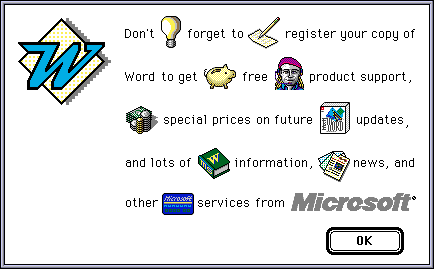 Don't forget to register your copy of
Word to get free product support,
special prices on future updates,
and lots of information, news, and
other services from Microsoft®
OK